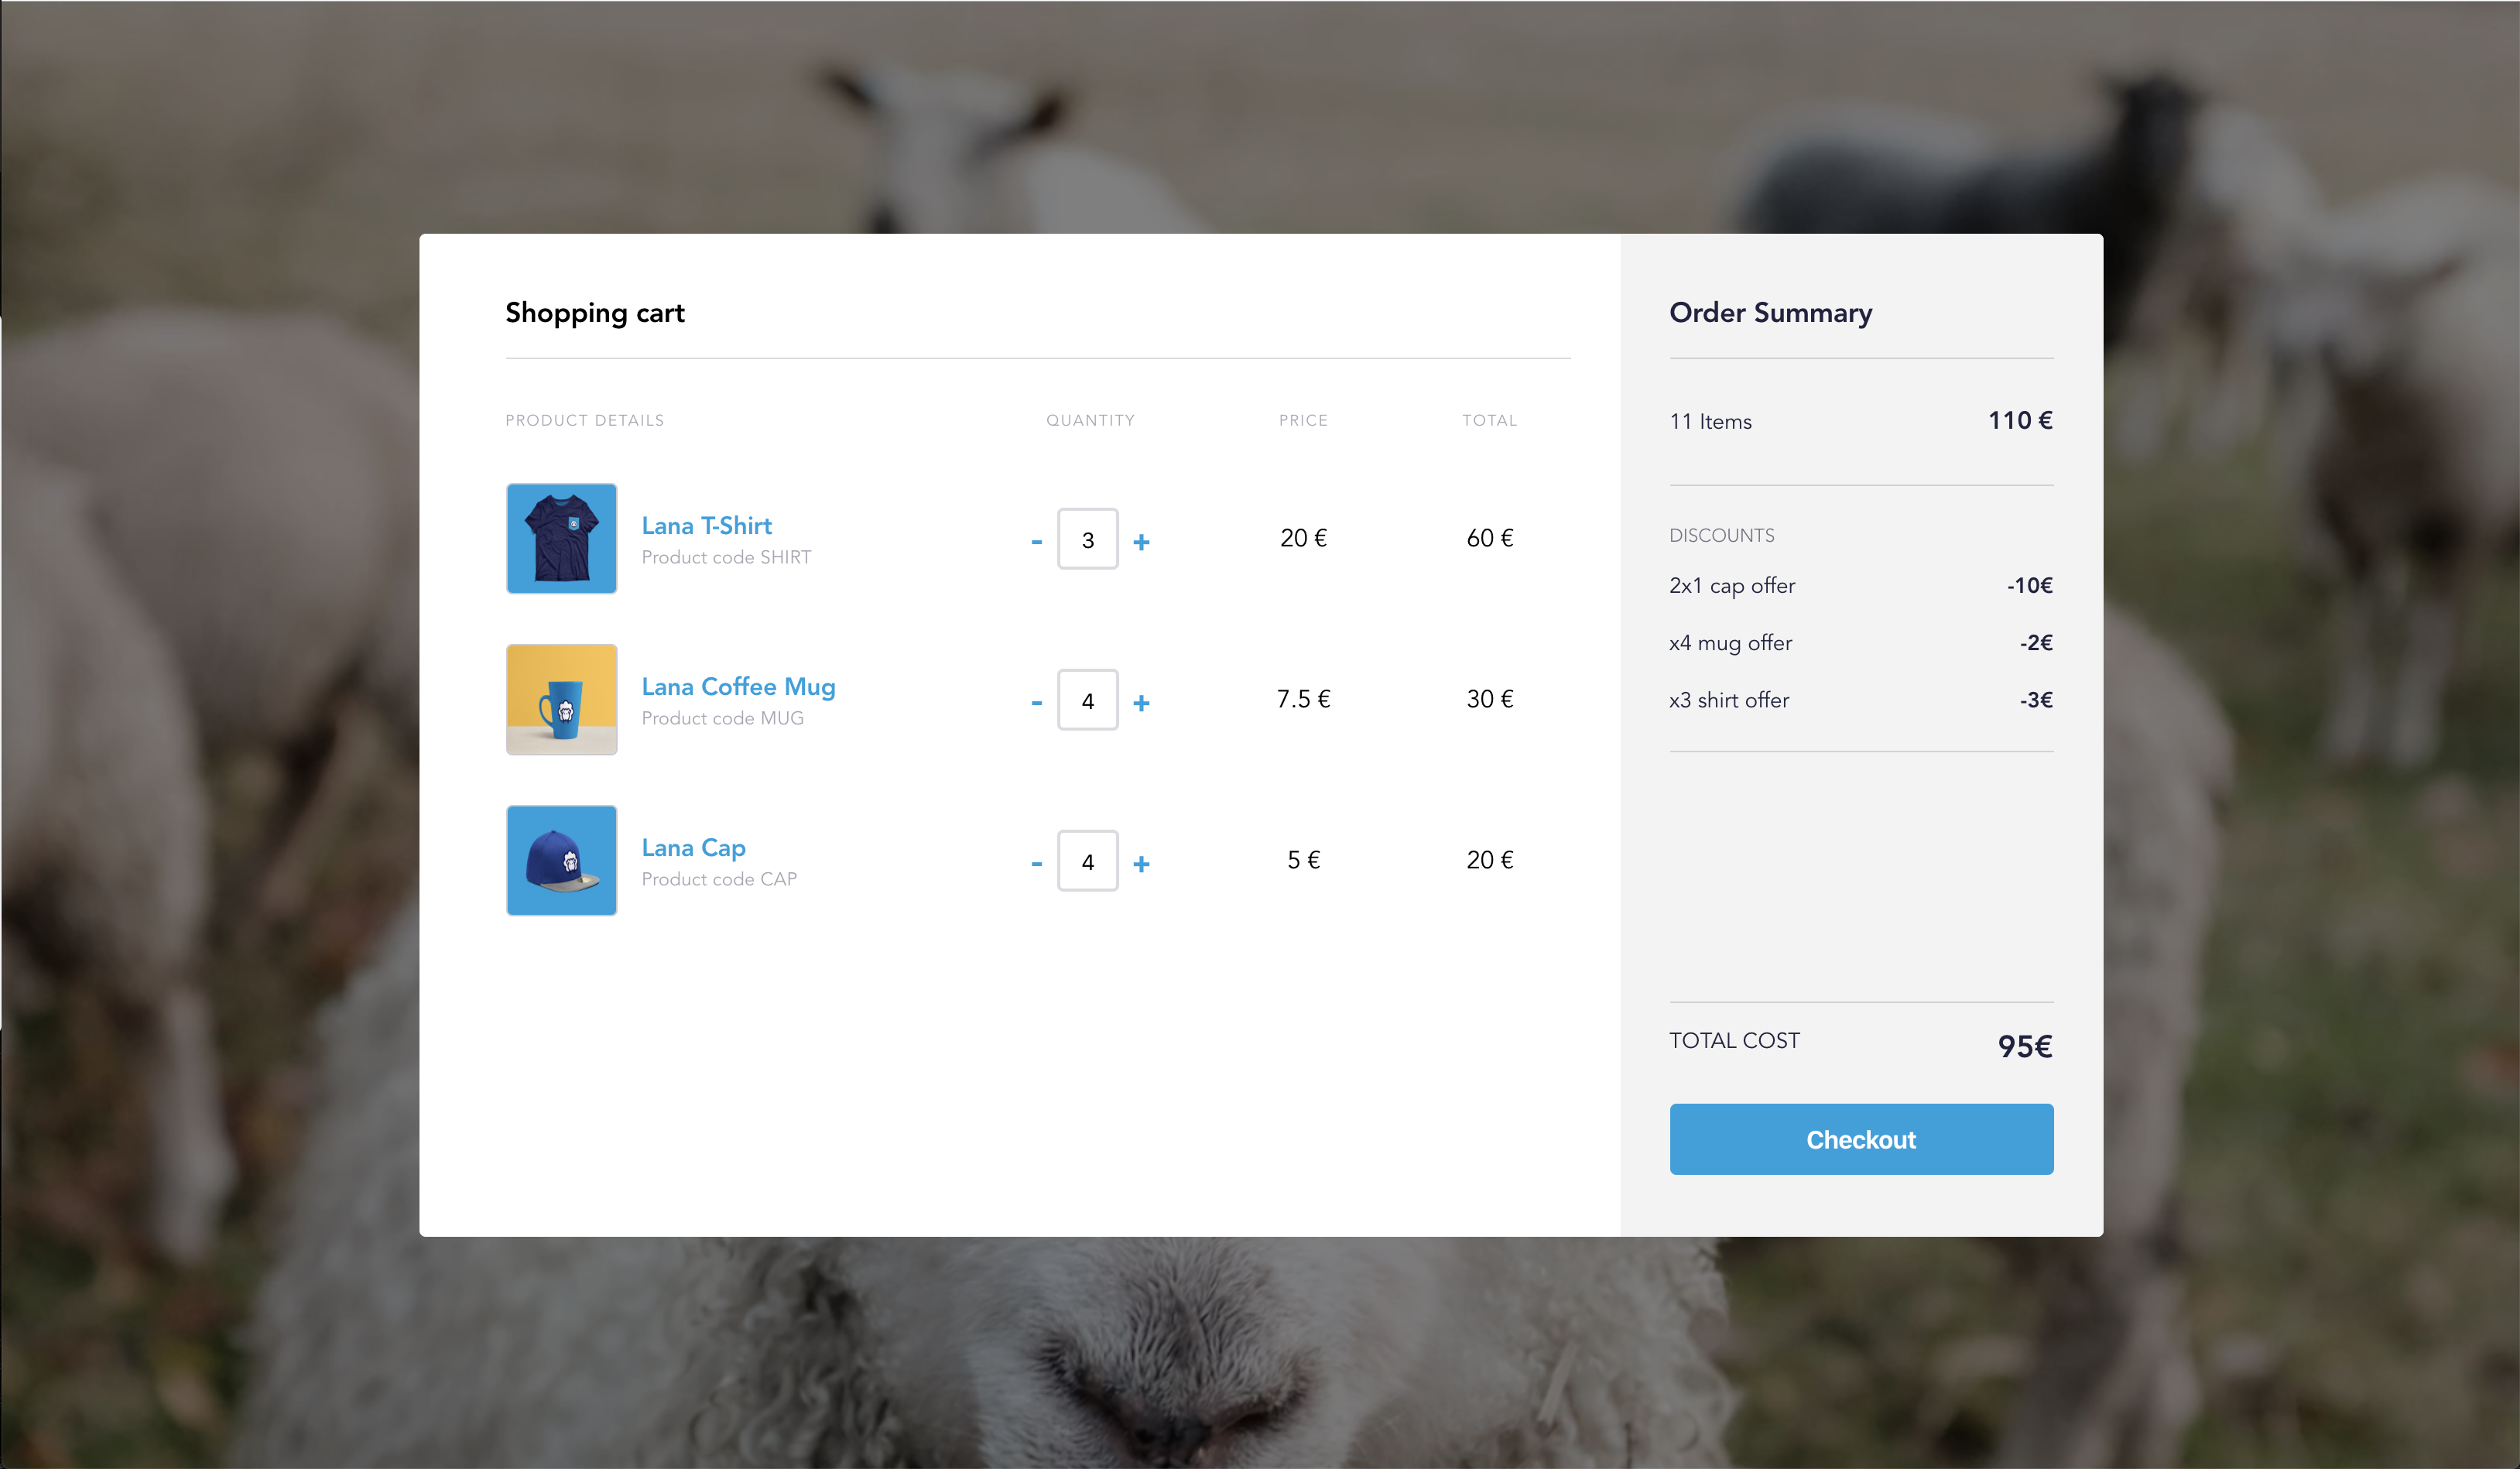 Shopping cart
PRODUCT DETAILS QUANTITY PRICE TOTAL
Lana T-Shirt
Product code SHIRT
- 3 + 20 € 60 €
Lana Coffee Mug
Product code MUG
- 4 + 7.5 € 30 €
Lana Cap
Product code CAP
- 4 + 5 € 20 €
Order Summary
11 Items 110 €
DISCOUNTS
2x1 cap offer -10€
x4 mug offer -2€
x3 shirt offer -3€
TOTAL COST 95€
Checkout